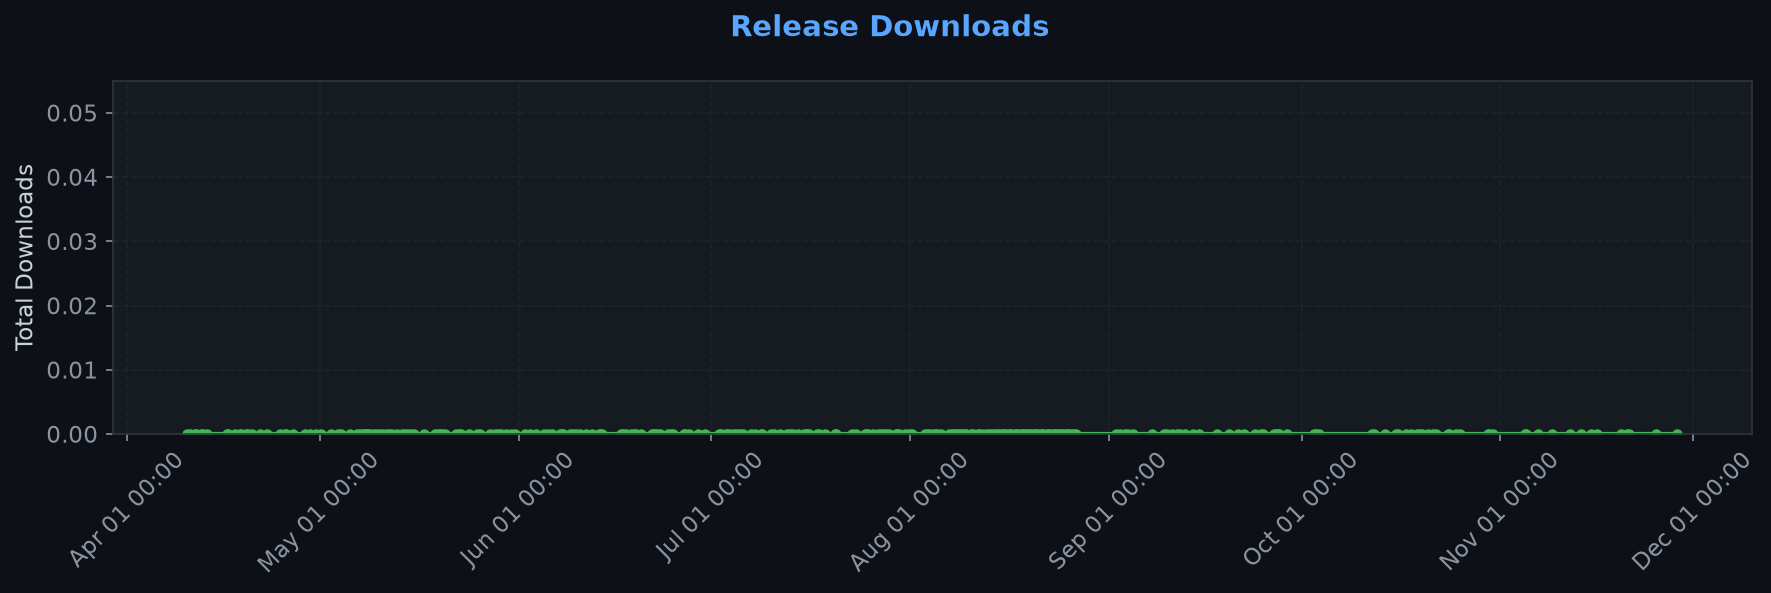 Release Downloads
Total Downloads
0.05
0.04
0.03
0.02
0.01
0.00
Apr 01 00:00
May 01 00:00
Jun 01 00:00
Jul 01 00:00
Aug 01 00:00
Sep 01 00:00
Oct 01 00:00
Nov 01 00:00
Dec 01 00:00